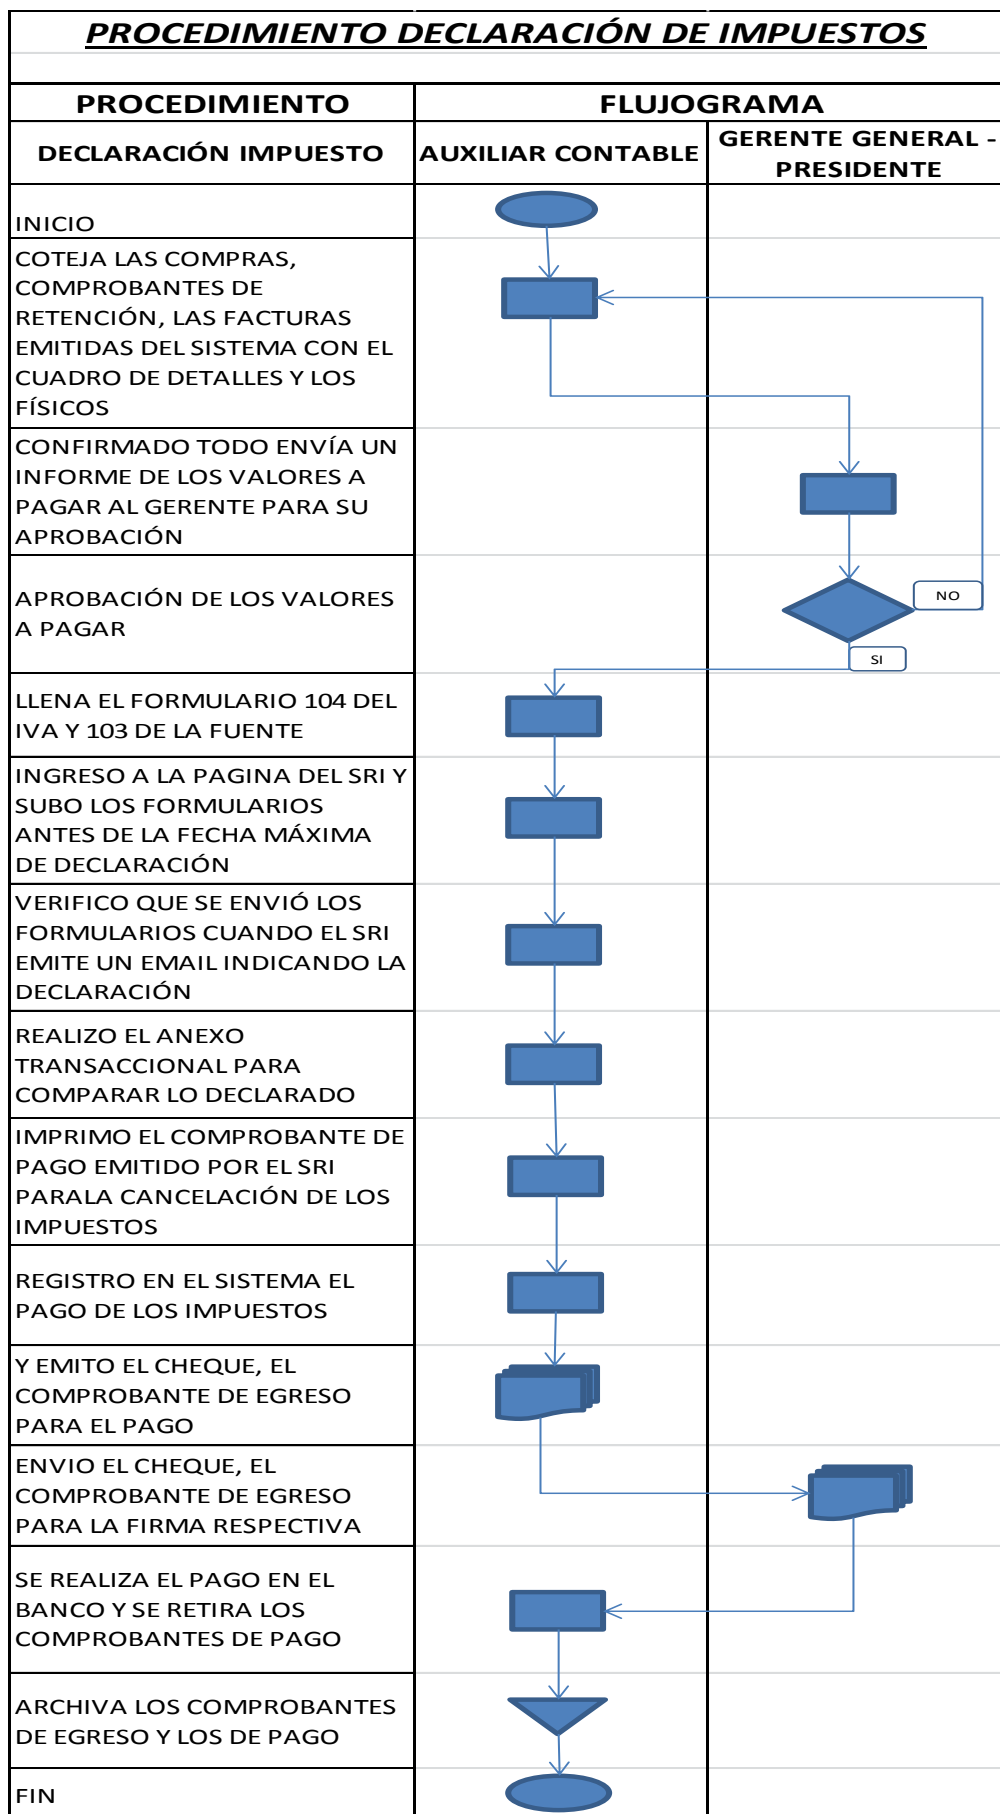 PROCEDIMIENTO DECLARACIÓN DE IMPUESTOS
PROCEDIMIENTO
FLUJOGRAMA
DECLARACIÓN IMPUESTO
AUXILIAR CONTABLE
GERENTE GENERAL -
PRESIDENTE
INICIO
COTEJA LAS COMPRAS,
COMPROBANTES DE
RETENCIÓN, LAS FACTURAS
EMITIDAS DEL SISTEMA CON EL
CUADRO DE DETALLES Y LOS
FÍSICOS
CONFIRMADO TODO ENVÍA UN
INFORME DE LOS VALORES A
PAGAR AL GERENTE PARA SU
APROBACIÓN
APROBACIÓN DE LOS VALORES
A PAGAR
NO
SI
LLENA EL FORMULARIO 104 DEL
IVA Y 103 DE LA FUENTE
INGRESO A LA PAGINA DEL SRI Y
SUBO LOS FORMULARIOS
ANTES DE LA FECHA MÁXIMA
DE DECLARACIÓN
VERIFICO QUE SE ENVIÓ LOS
FORMULARIOS CUANDO EL SRI
EMITE UN EMAIL INDICANDO LA
DECLARACIÓN
REALIZO EL ANEXO
TRANSACCIONAL PARA
COMPARAR LO DECLARADO
IMPRIMO EL COMPROBANTE DE
PAGO EMITIDO POR EL SRI
PARALA CANCELACIÓN DE LOS
IMPUESTOS
REGISTRO EN EL SISTEMA EL
PAGO DE LOS IMPUESTOS
Y EMITO EL CHEQUE, EL
COMPROBANTE DE EGRESO
PARA EL PAGO
ENVIO EL CHEQUE, EL
COMPROBANTE DE EGRESO
PARA LA FIRMA RESPECTIVA
SE REALIZA EL PAGO EN EL
BANCO Y SE RETIRA LOS
COMPROBANTES DE PAGO
ARCHIVA LOS COMPROBANTES
DE EGRESO Y LOS DE PAGO
FIN